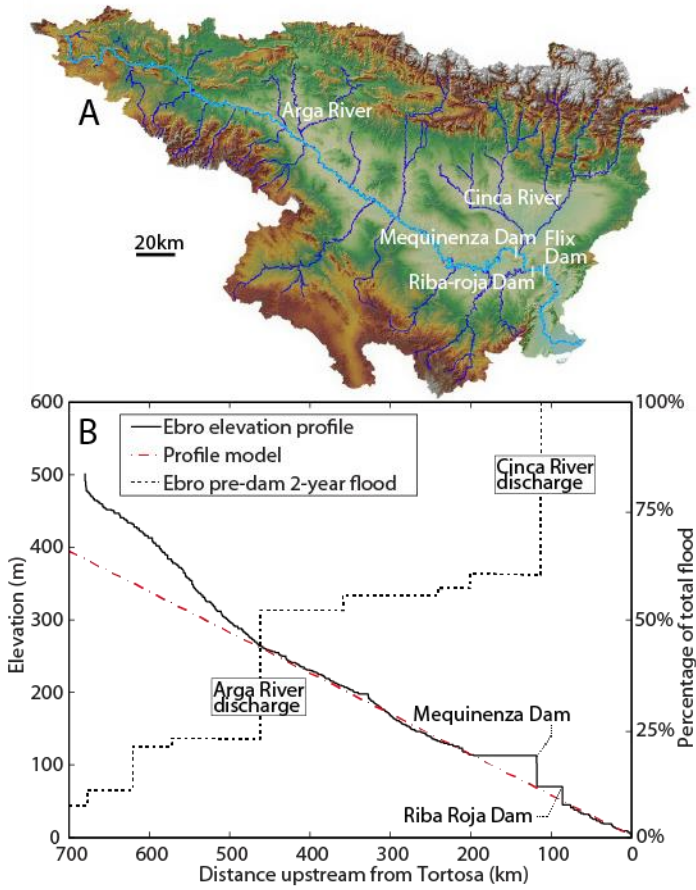 A
Arga River
Cinca River
20km
Mequinenza Dam
Flix
Dam
Riba-roja Dam
B
Ebro elevation profile
Profile model
Ebro pre-dam 2-year flood
Cinca River
discharge
Arga River
discharge
Mequinenza Dam
Riba Roja Dam
600
500
400
300
200
100
0
Elevation (m)
100%
75%
50%
25%
0%
Percentage of total flood
700 600 500 400 300 200 100 0
Distance upstream from Tortosa (km)